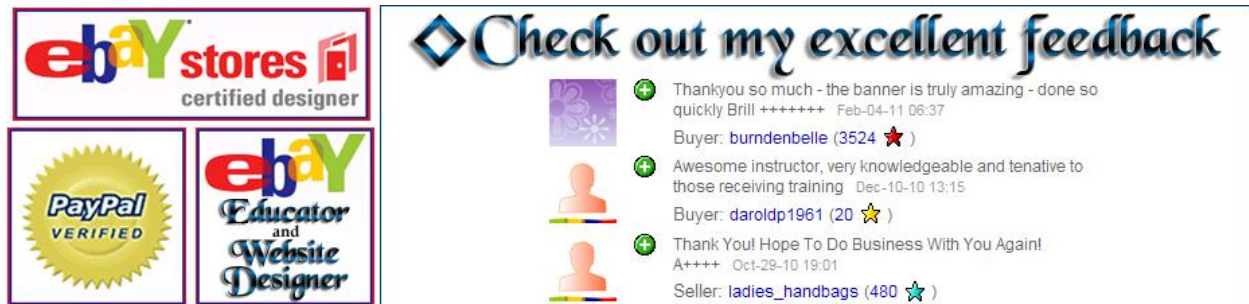 ebaY stores
certified designer
PayPal
VERIFIED
ebaY
Educator
and
Website
Designer
Check out my excellent feedback
Thankyou so much - the banner is truly amazing - done so
quickly Brill +++++++ Feb-04-11 06:37
Buyer: burndenbelle (3524 )
Awesome instructor, very knowledgeable and tenative to
those receiving training Dec-10-10 13:15
Buyer: daroldp1961 (20 )
Thank You! Hope To Do Business With You Again!
A++++ Oct-29-10 19:01
Seller: ladies_handbags (480 )